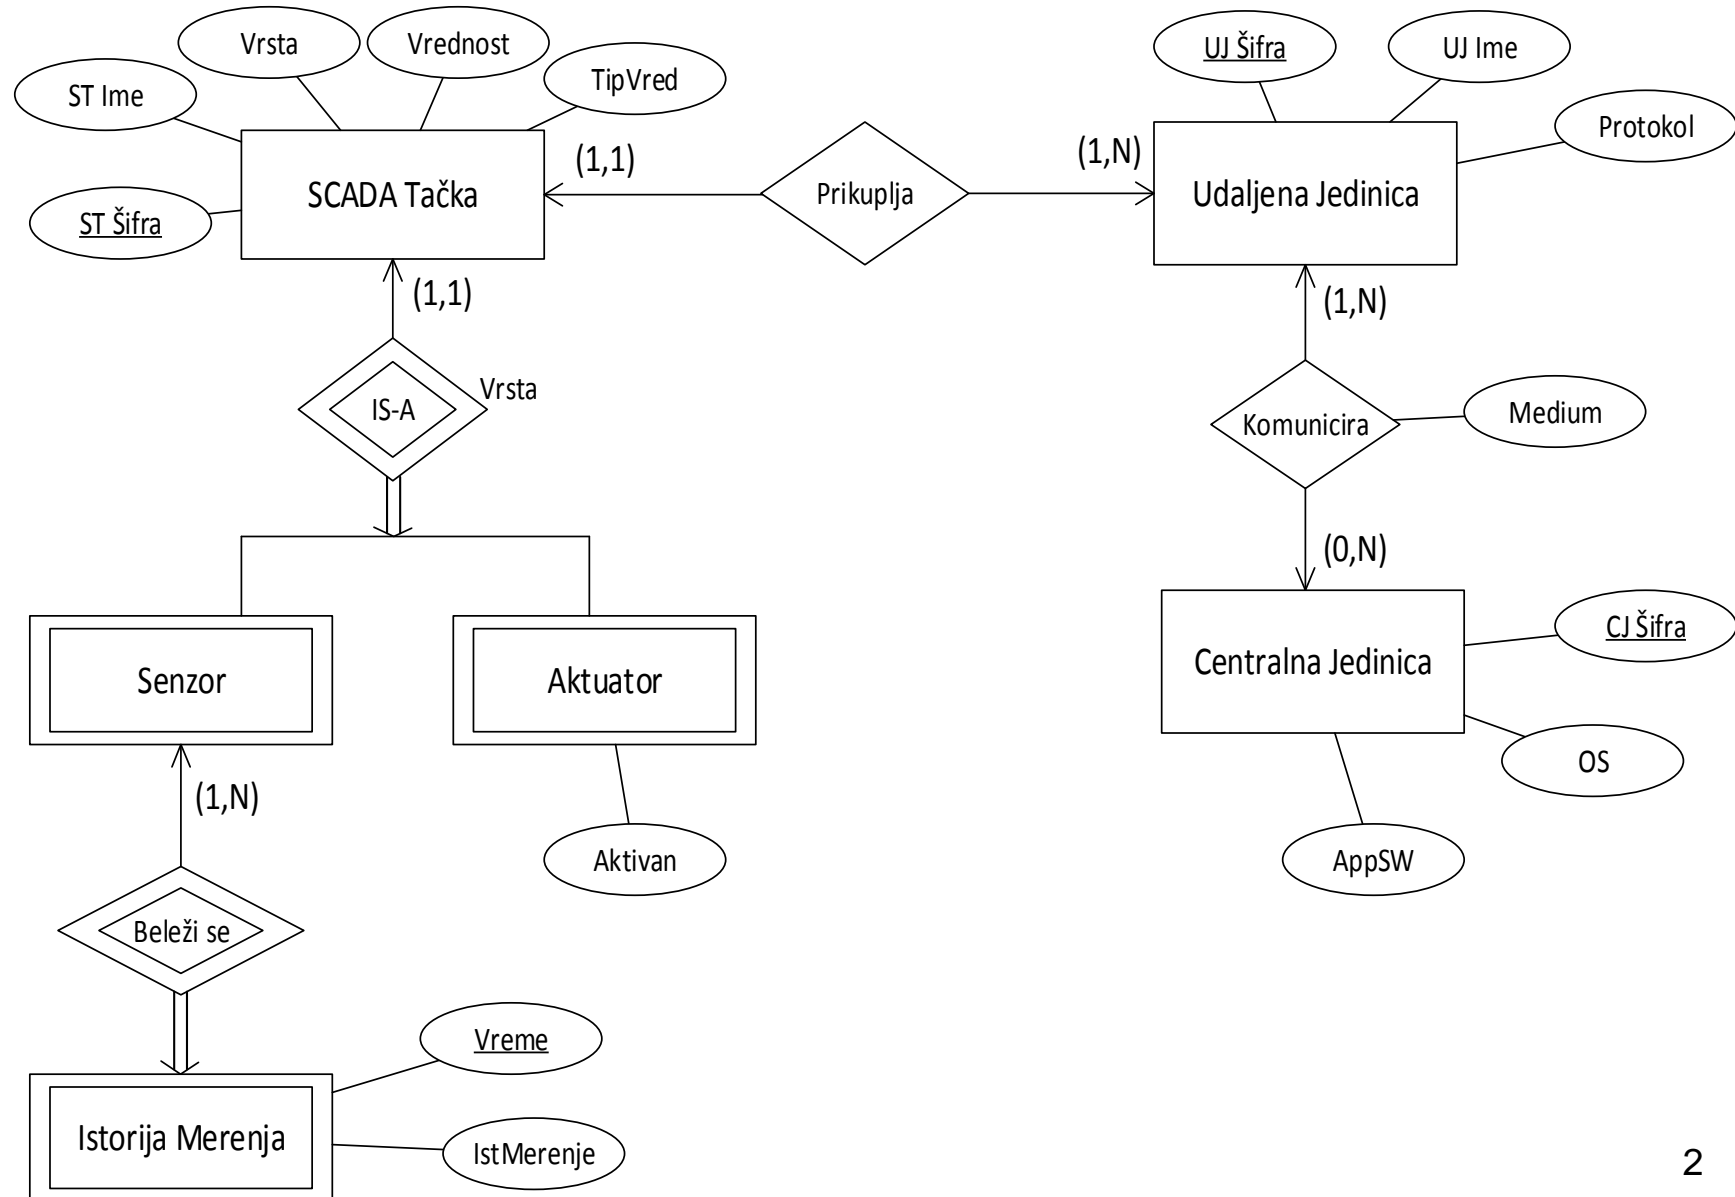 Vrsta
Vrednost
UJ Šifra
UJ Ime
ST Ime
TipVred
Protokol
(1,1)
(1,N)
SCADA Tačka
Prikuplja
Udaljena Jedinica
ST Šifra
(1,1)
(1,N)
Vrsta
IS-A
Komunicira
Medium
(0,N)
Senzor
Aktuator
Centralna Jedinica
CJ Šifra
OS
(1,N)
Aktivan
AppSW
Beleži se
Vreme
Istorija Merenja
IstMerenje
2